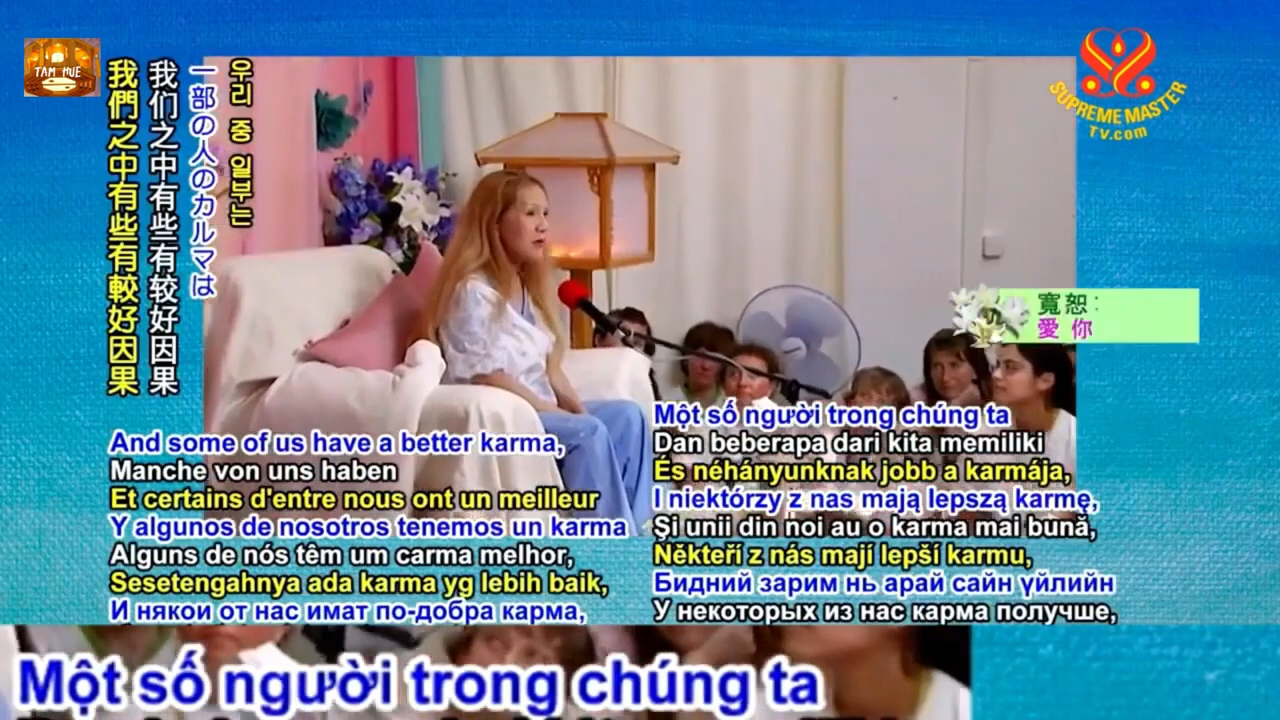 TAM HUE
我們之中有些有較好因果
我们之中有些有较好因果
一部の人のカルマは
우리 중 일부는
SUPREME MASTER
TV.com
寬恕:
愛你
And some of us have a better karma,
Manche von uns haben
Et certains d'entre nous ont un meilleur
Y algunos de nosotros tenemos un karma
Alguns de nós têm um carma melhor,
Sesetengahnya ada karma yg lebih baik,
И някои от нас имат по-добра карма,
Một số người trong chúng ta
Dan beberapa dari kita memiliki
És néhányunknak jobb a karmája,
I niektórzy z nas mają lepszą karmę,
Şi unii din noi au o karma mai bună,
Někteří z nás mají lepší karmu,
Бидний зарим нь арай сайн үйлийн
У некоторых из нас карма получше,
Một số người trong chúng ta